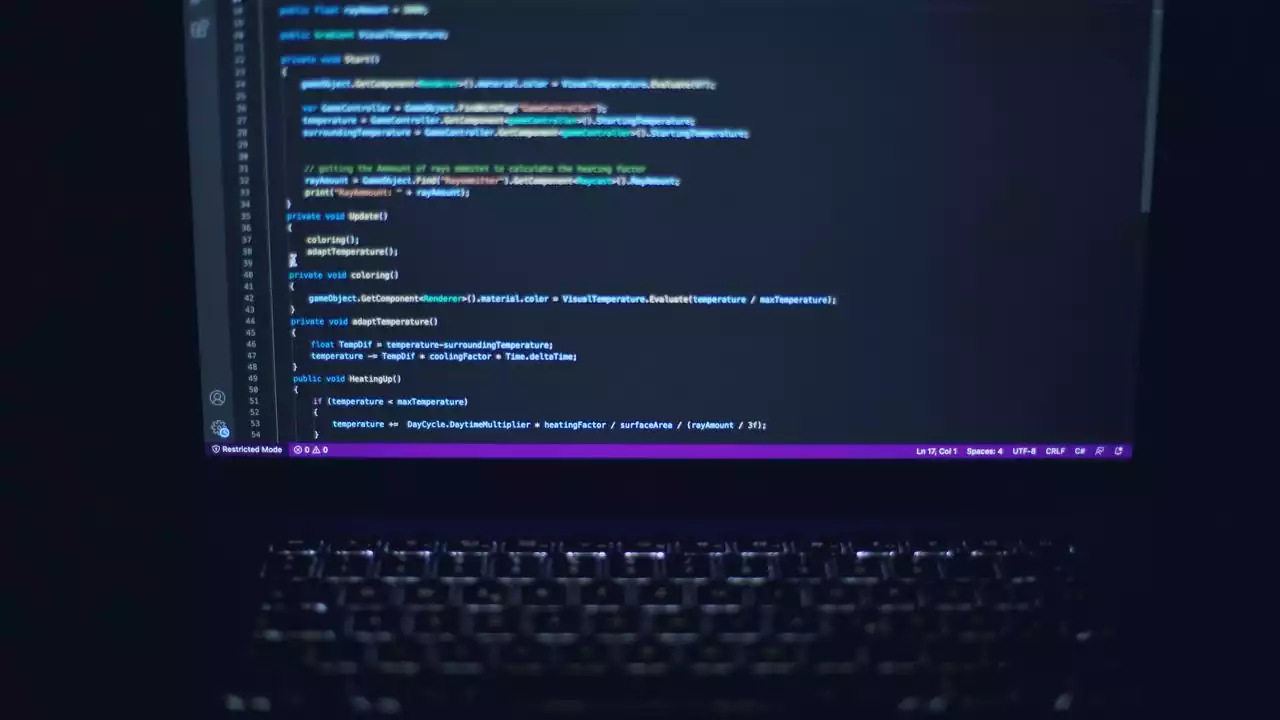 18 public float rayAmount = 1000;
19
20 public Gradient VisualTemperature;
21
22 private void Start()
23 {
24 gameObject.GetComponent<Renderer>().material.color = VisualTemperature.Evaluate(0f);
25
26 var GameController = GameObject.FindWithTag("GameController");
27 temperature = GameController.GetComponent<gameController>().StartingTemperature;
28 surroundingTemperature = GameController.GetComponent<gameController>().StartingTemperature;
29
30
31 // getting the Amount of rays emmitet to calculate the heating factor
32 rayAmount = GameObject.Find("Rayemmitter").GetComponent<Raycast>().RayAmount;
33 print("RayAmmount: " + rayAmount);
34 }
35 private void Update()
36 {
37 coloring();
38 adaptTemperature();
39 }
40 private void coloring()
41 {
42 gameObject.GetComponent<Renderer>().material.color = VisualTemperature.Evaluate(temperature / maxTemperature);
43 }
44 private void adaptTemperature()
45 {
46 float TempDif = temperature-surroundingTemperature;
47 temperature -= TempDif * coolingFactor * Time.deltaTime;
48 }
49 public void HeatingUp()
50 {
51 if (temperature < maxTemperature)
52 {
53 temperature += DayCycle.DaytimeMultiplier * heatingFactor / surfaceArea / (rayAmount / 3f);
54 }
Restricted Mode 0 0 Ln 17, Col 1 Spaces: 4 UTF-8 CRLF C#